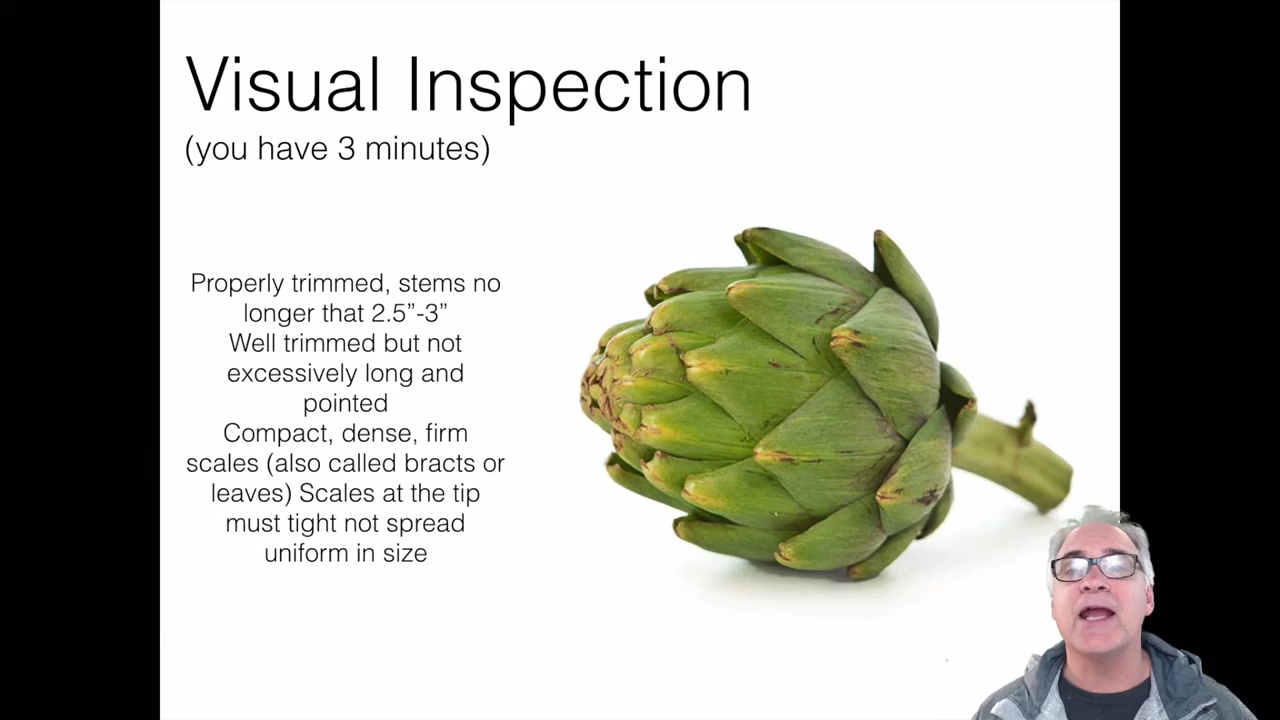 Visual Inspection
(you have 3 minutes)
Properly trimmed, stems no
longer that 2.5”-3”
Well trimmed but not
excessively long and
pointed
Compact, dense, firm
scales (also called bracts or
leaves) Scales at the tip
must tight not spread
uniform in size